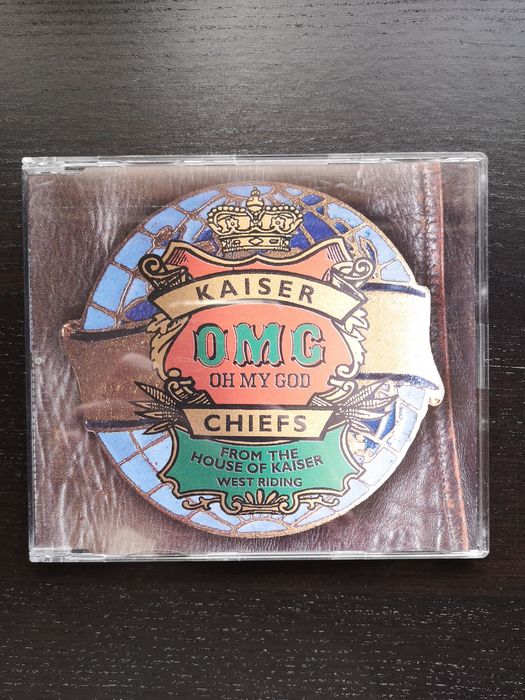 KAISER
OMG
OH MY GOD
CHIEFS
FROM THE
HOUSE OF KAISER
WEST RIDING